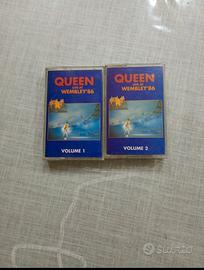 QUEEN
LIVE AT
WEMBLEY'86
VOLUME 1
QUEEN
LIVE AT
WEMBLEY'86
VOLUME 2
subito